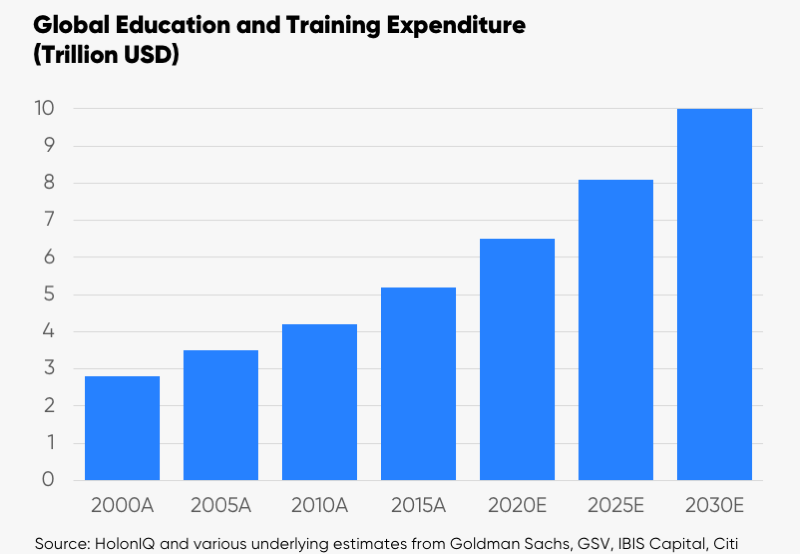 Global Education and Training Expenditure
(Trillion USD)
10
9
8
7
6
5
4
3
2
1
0
2000A 2005A 2010A 2015A 2020E 2025E 2030E
Source: HolonIQ and various underlying estimates from Goldman Sachs, GSV, IBIS Capital, Citi